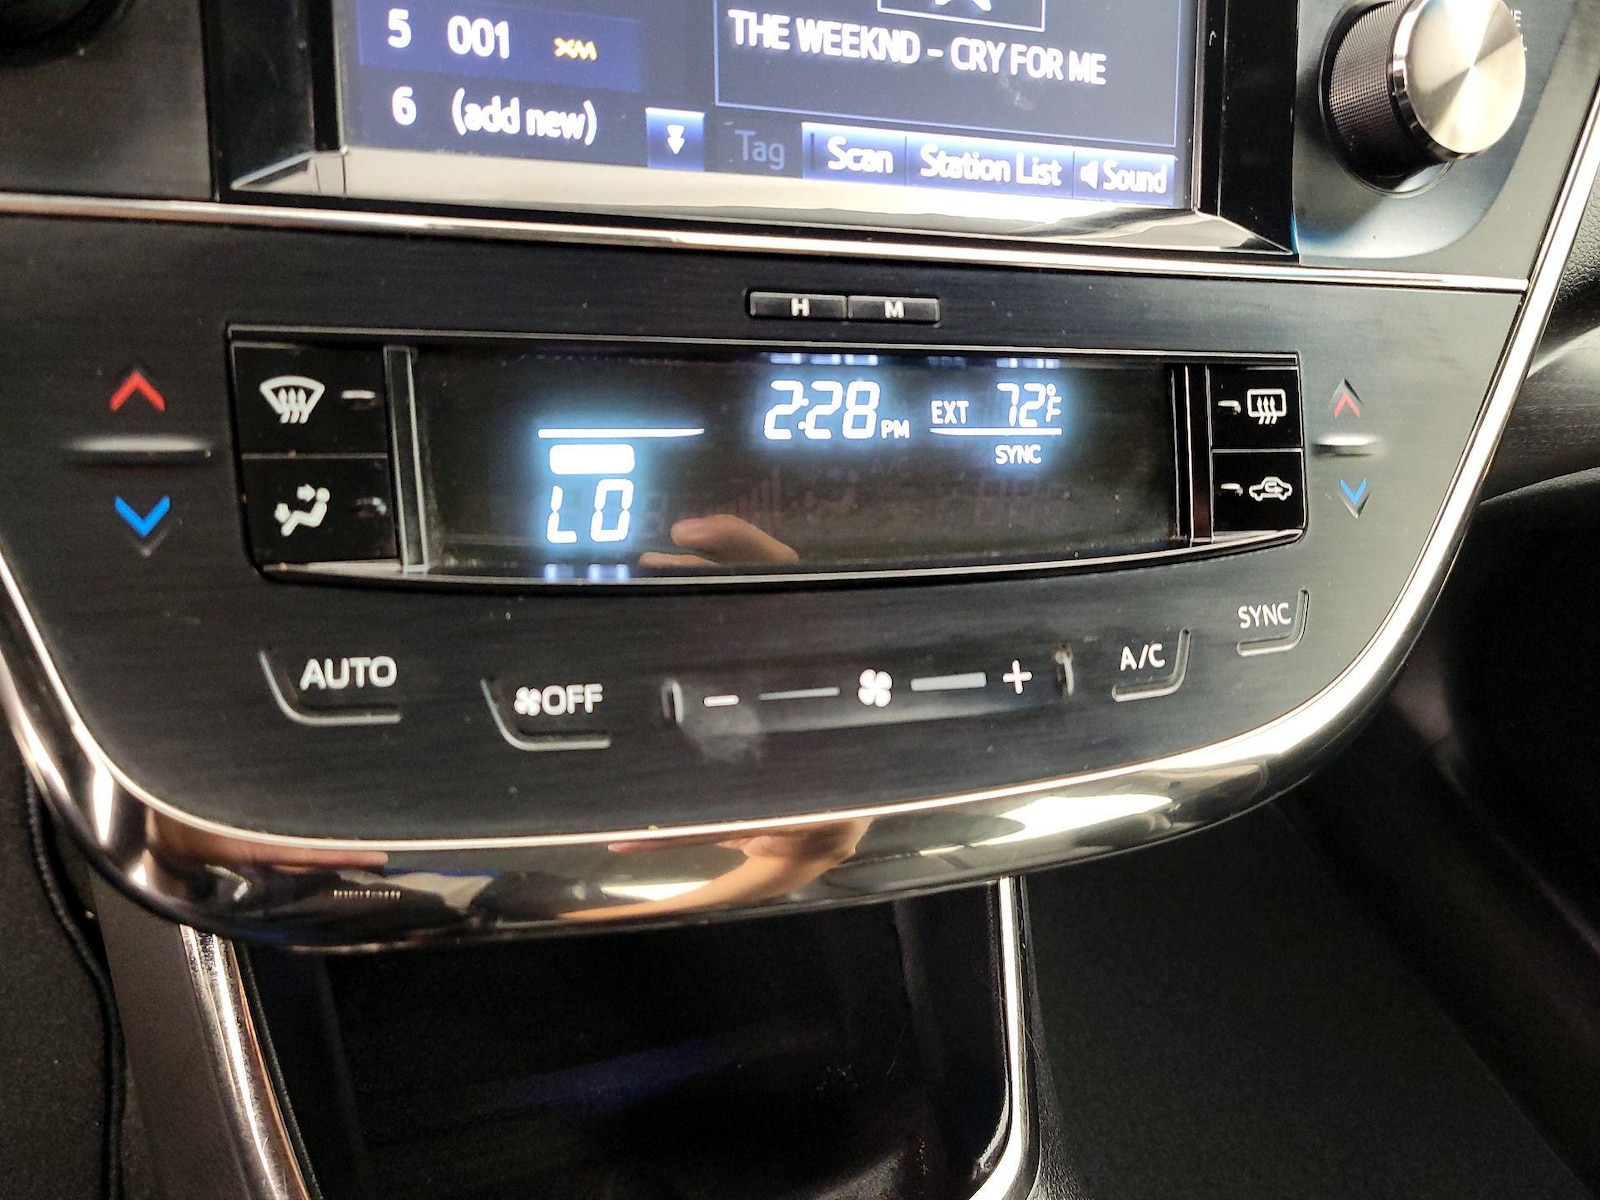 5 001 XM
6 (add new)
THE WEEKND - CRY FOR ME
Tag Scan Station List Sound
H M
2:28 PM EXT 72°F
SYNC
LO
AUTO
OFF
- +
A/C
SYNC